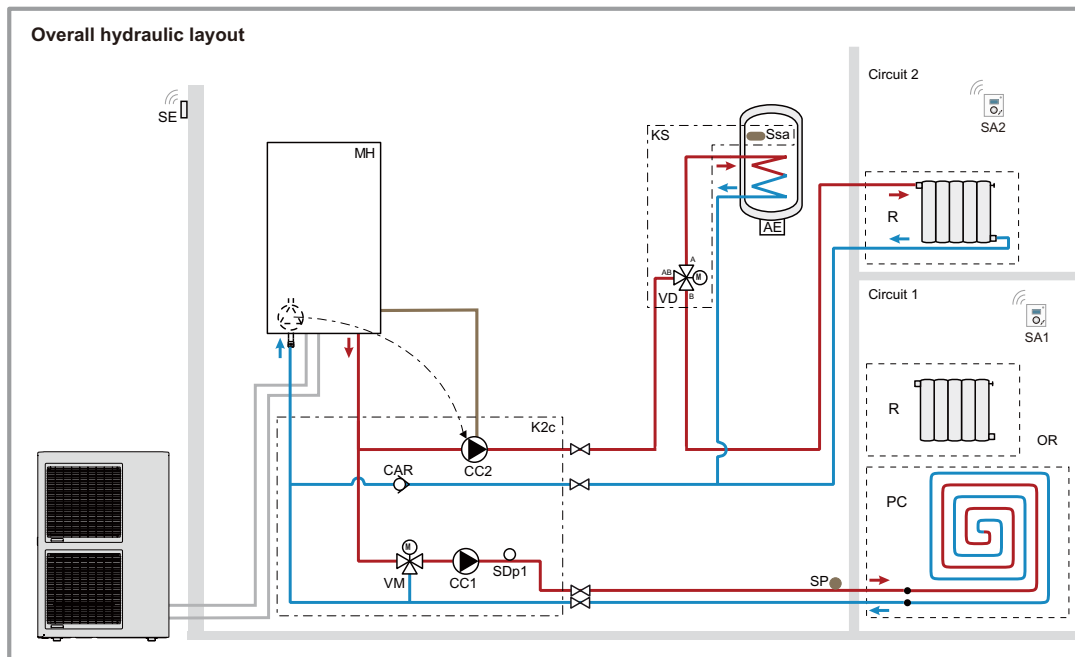 Overall hydraulic layout
Circuit 2
SE
SA2
KS
Ssa
MH
R
AE
A
AB
M
B
VD
Circuit 1
SA1
R
K2c
OR
CC2
CAR
PC
M
VM
CC1
SDp1
SP